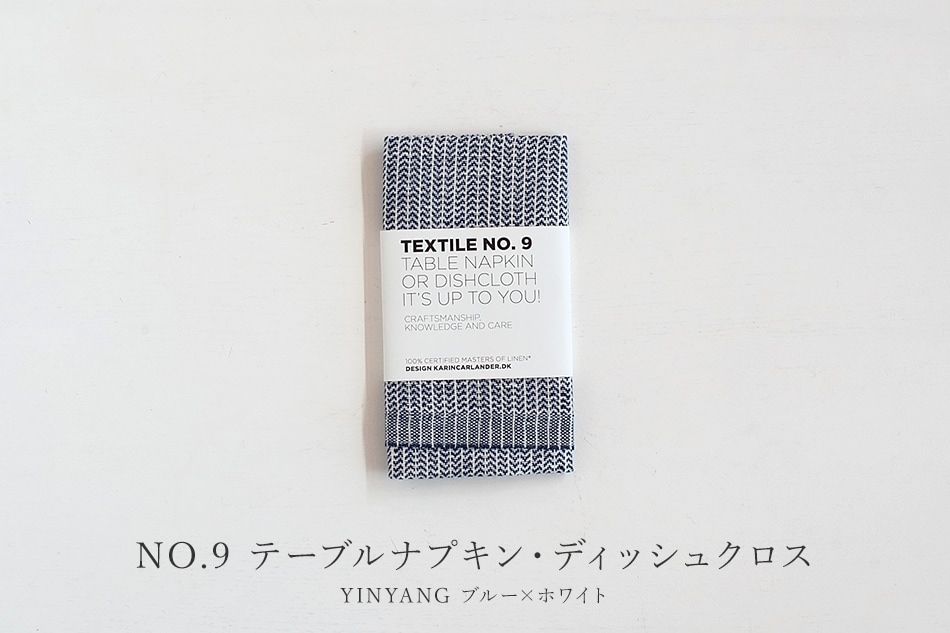 TEXTILE NO. 9
TABLE NAPKIN
OR DISHCLOTH
IT'S UP TO YOU!
CRAFTSMANSHIP,
KNOWLEDGE AND CARE
100% CERTIFIED MASTERS OF LINEN®
DESIGN KARINCARLANDER.DK
NO.9 テーブルナプキン・ディッシュクロス
YINYANG ブルー×ホワイト